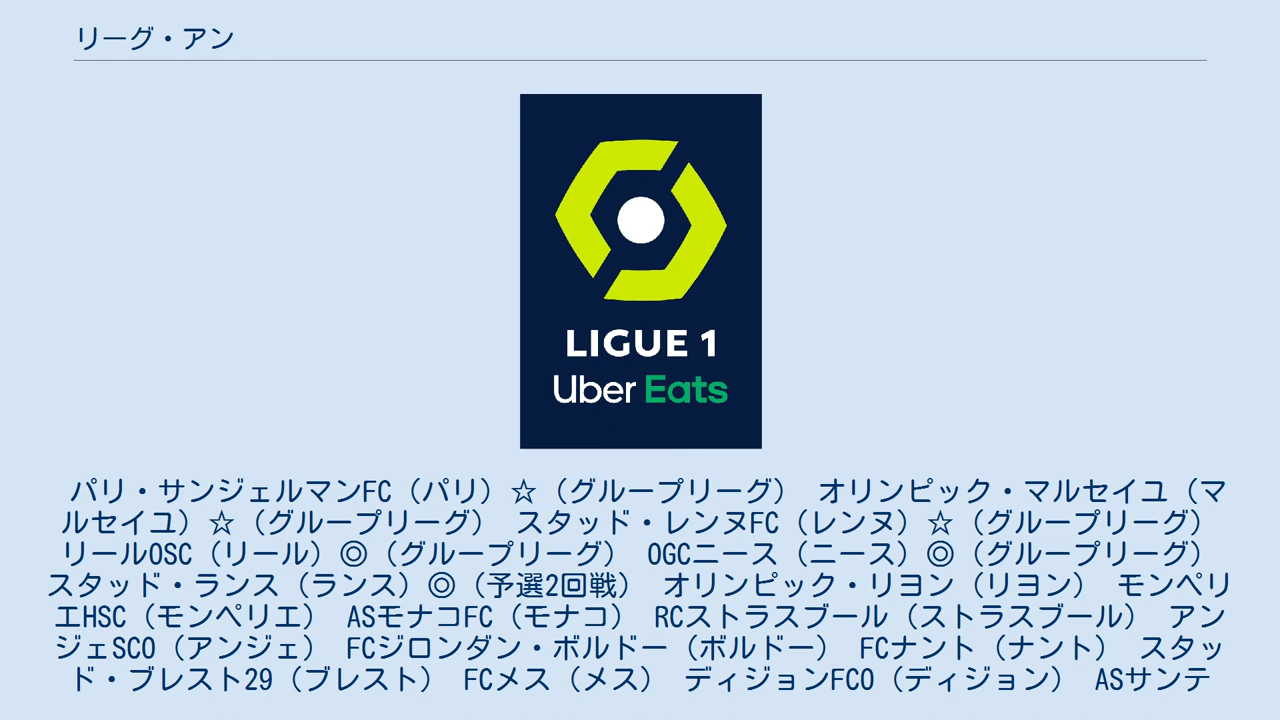 リーグ・アン
LIGUE 1
Uber Eats
パリ・サンジェルマンFC（パリ）☆（グループリーグ）　オリンピック・マルセイユ（マ
ルセイユ）☆（グループリーグ）　スタッド・レンヌFC（レンヌ）☆（グループリーグ）
リールOSC（リール）◎（グループリーグ）　OGCニース（ニース）◎（グループリーグ）
スタッド・ランス（ランス）◎（予選2回戦）　オリンピック・リヨン（リヨン）　モンペリ
エHSC（モンペリエ）　ASモナコFC（モナコ）　RCストラスブール（ストラスブール）　アン
ジェSCO（アンジェ）　FCジロンダン・ボルドー（ボルドー）　FCナント（ナント）　スタッ
ド・ブレスト29（ブレスト）　FCメス（メス）　ディジョンFCO（ディジョン）　ASサンテ